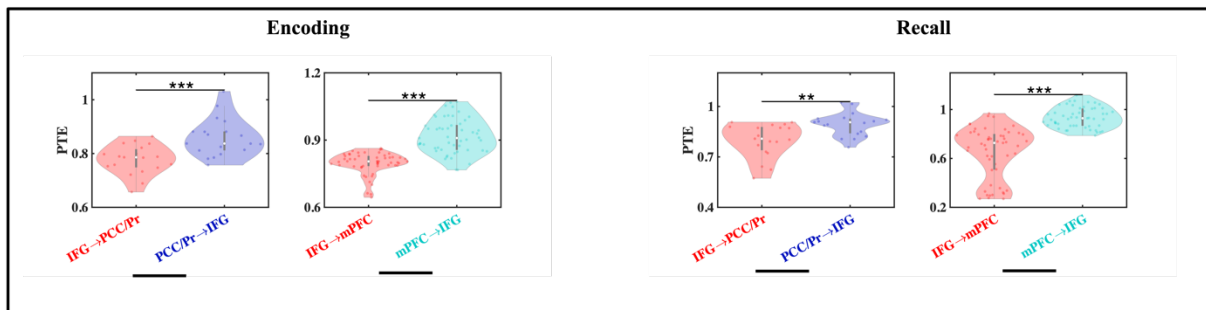 Encoding
Recall
PTE
1
0.8
0.6
***
IFG→PCC/Pr
PCC/Pr→IFG
1.2
0.9
0.6
***
IFG→mPFC
mPFC→IFG
PTE
1
0.7
0.4
**
IFG→PCC/Pr
PCC/Pr→IFG
1
0.6
0.2
***
IFG→mPFC
mPFC→IFG